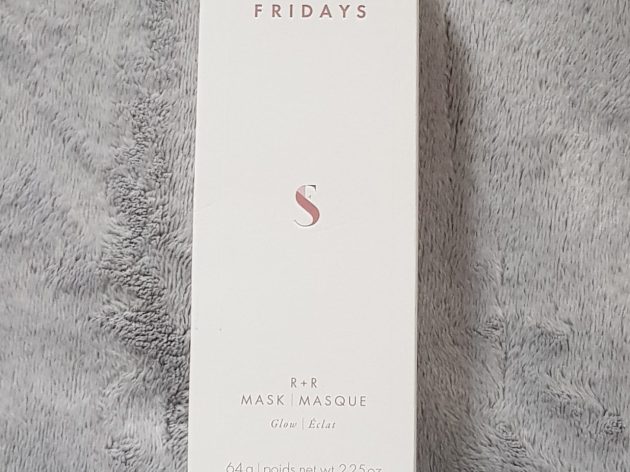 FRIDAYS
S
R+R
MASK | MASQUE
Glow | Éclat
64 g | poids net wt 2.25 oz